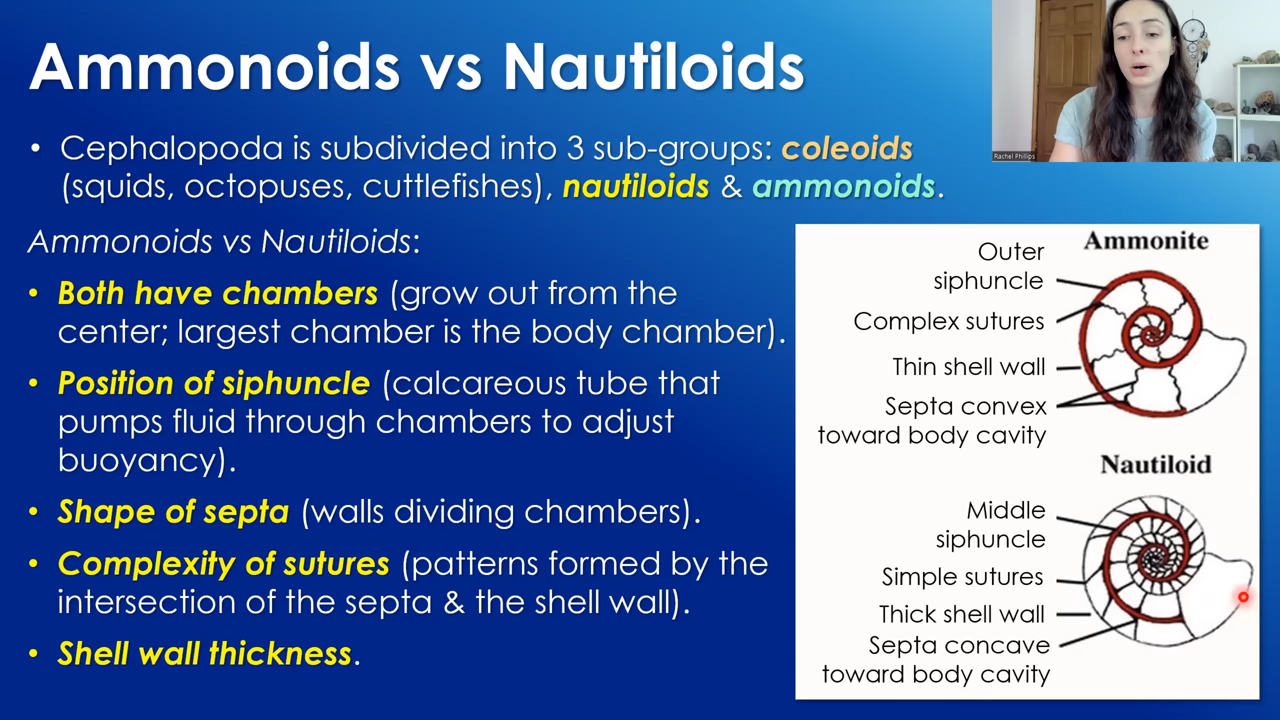 Ammonoids vs Nautiloids
Rachel Phillips
• Cephalopoda is subdivided into 3 sub-groups: coleoids
(squids, octopuses, cuttlefishes), nautiloids & ammonoids.
Ammonoids vs Nautiloids:
• Both have chambers (grow out from the
center; largest chamber is the body chamber).
• Position of siphuncle (calcareous tube that
pumps fluid through chambers to adjust
buoyancy).
• Shape of septa (walls dividing chambers).
• Complexity of sutures (patterns formed by the
intersection of the septa & the shell wall).
• Shell wall thickness.
Ammonite
Outer
siphuncle
Complex sutures
Thin shell wall
Septa convex
toward body cavity
Nautiloid
Middle
siphuncle
Simple sutures
Thick shell wall
Septa concave
toward body cavity